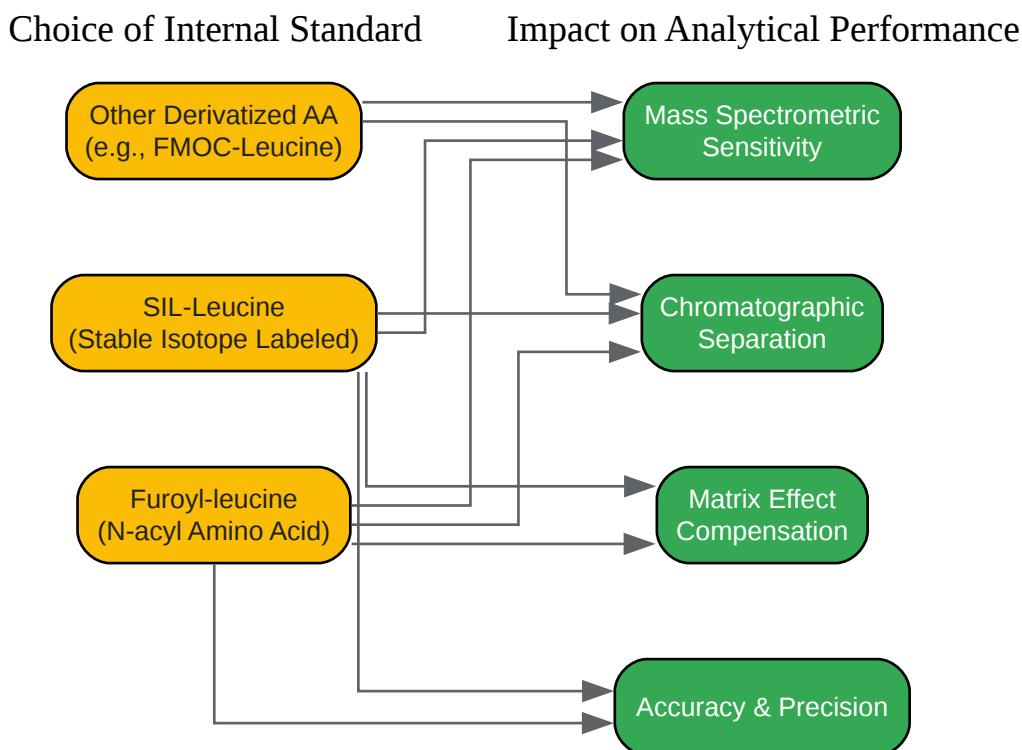 Choice of Internal Standard
Impact on Analytical Performance
Other Derivatized AA
(e.g., FMOC-Leucine)
Mass Spectrometric
Sensitivity
SIL-Leucine
(Stable Isotope Labeled)
Chromatographic
Separation
Furoyl-leucine
(N-acyl Amino Acid)
Matrix Effect
Compensation
Accuracy & Precision